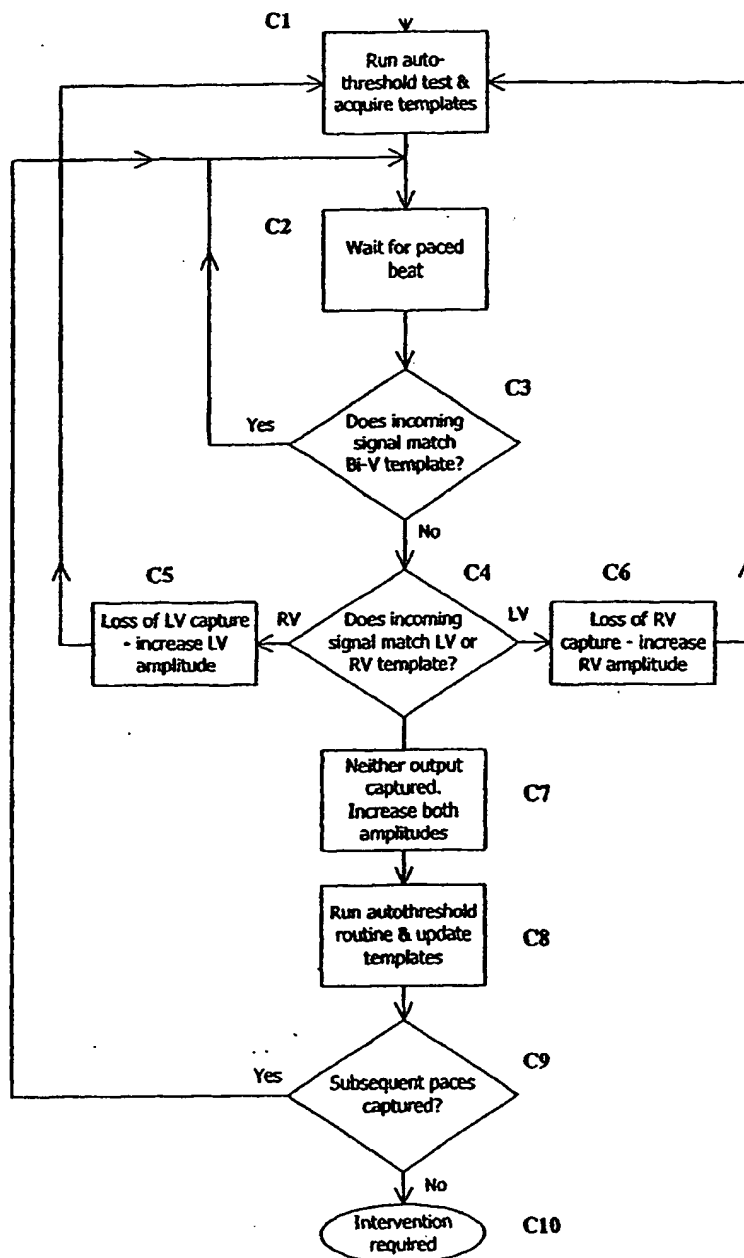 C1
Run auto-
threshold test &
acquire templates
C2
Wait for paced
beat
C3
Yes
Does incoming
signal match
Bi-V template?
No
C5
C4
C6
Loss of LV capture
- increase LV
amplitude
RV
Does incoming
signal match LV or
RV template?
LV
Loss of RV
capture - increase
RV amplitude
Neither output
captured.
Increase both
amplitudes
C7
Run autothreshold
routine & update
templates
C8
C9
Yes
Subsequent paces
captured?
No
Intervention
required
C10